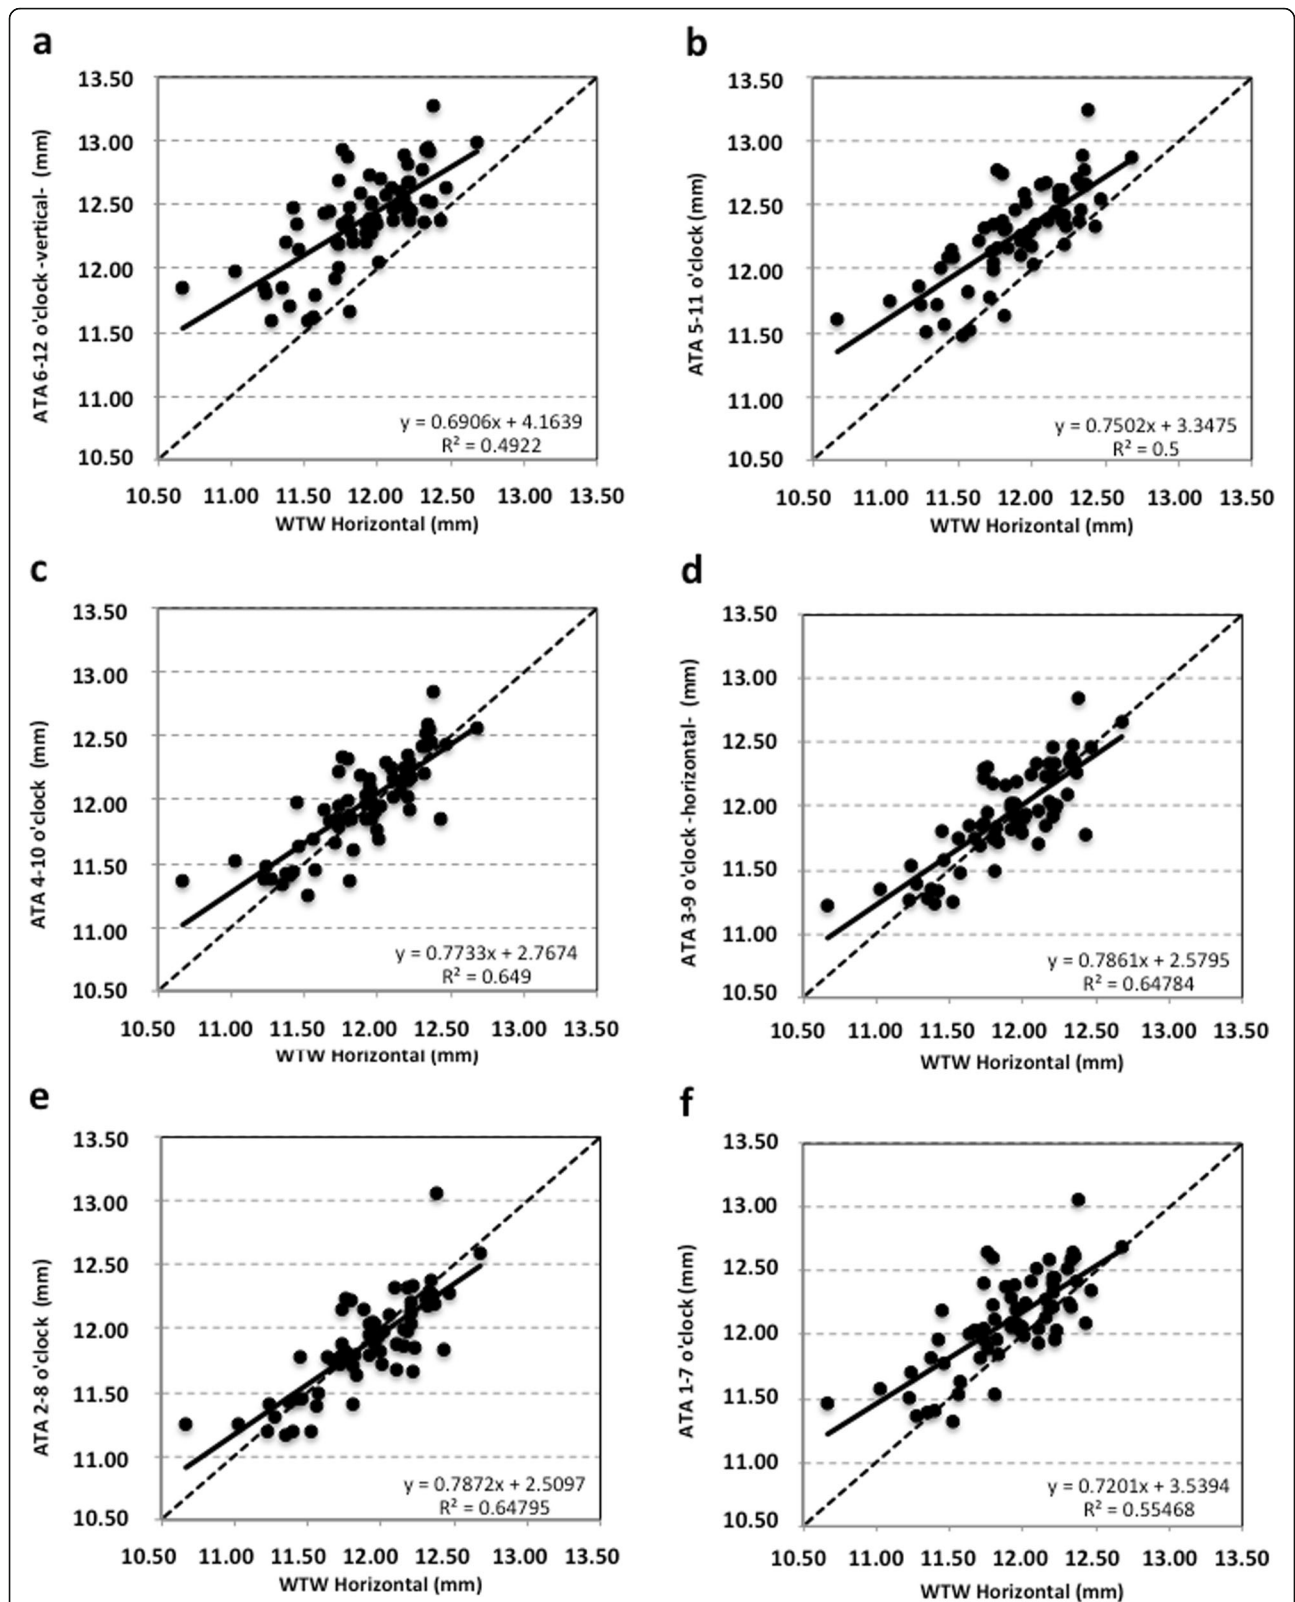 a
13.50
13.00
12.50
12.00
11.50
11.00
10.50
ATA 6-12 o'clock -vertical- (mm)
y = 0.6906x + 4.1639
R² = 0.4922
10.50 11.00 11.50 12.00 12.50 13.00 13.50
WTW Horizontal (mm)
b
13.50
13.00
12.50
12.00
11.50
11.00
10.50
ATA 5-11 o'clock (mm)
y = 0.7502x + 3.3475
R² = 0.5
10.50 11.00 11.50 12.00 12.50 13.00 13.50
WTW Horizontal (mm)
c
13.50
13.00
12.50
12.00
11.50
11.00
10.50
ATA 4-10 o'clock (mm)
y = 0.7733x + 2.7674
R² = 0.649
10.50 11.00 11.50 12.00 12.50 13.00 13.50
WTW Horizontal (mm)
d
13.50
13.00
12.50
12.00
11.50
11.00
10.50
ATA 3-9 o'clock -horizontal- (mm)
y = 0.7861x + 2.5795
R² = 0.64784
10.50 11.00 11.50 12.00 12.50 13.00 13.50
WTW Horizontal (mm)
e
13.50
13.00
12.50
12.00
11.50
11.00
10.50
ATA 2-8 o'clock (mm)
y = 0.7872x + 2.5097
R² = 0.64795
10.50 11.00 11.50 12.00 12.50 13.00 13.50
WTW Horizontal (mm)
f
13.50
13.00
12.50
12.00
11.50
11.00
10.50
ATA 1-7 o'clock (mm)
y = 0.7201x + 3.5394
R² = 0.55468
10.50 11.00 11.50 12.00 12.50 13.00 13.50
WTW Horizontal (mm)